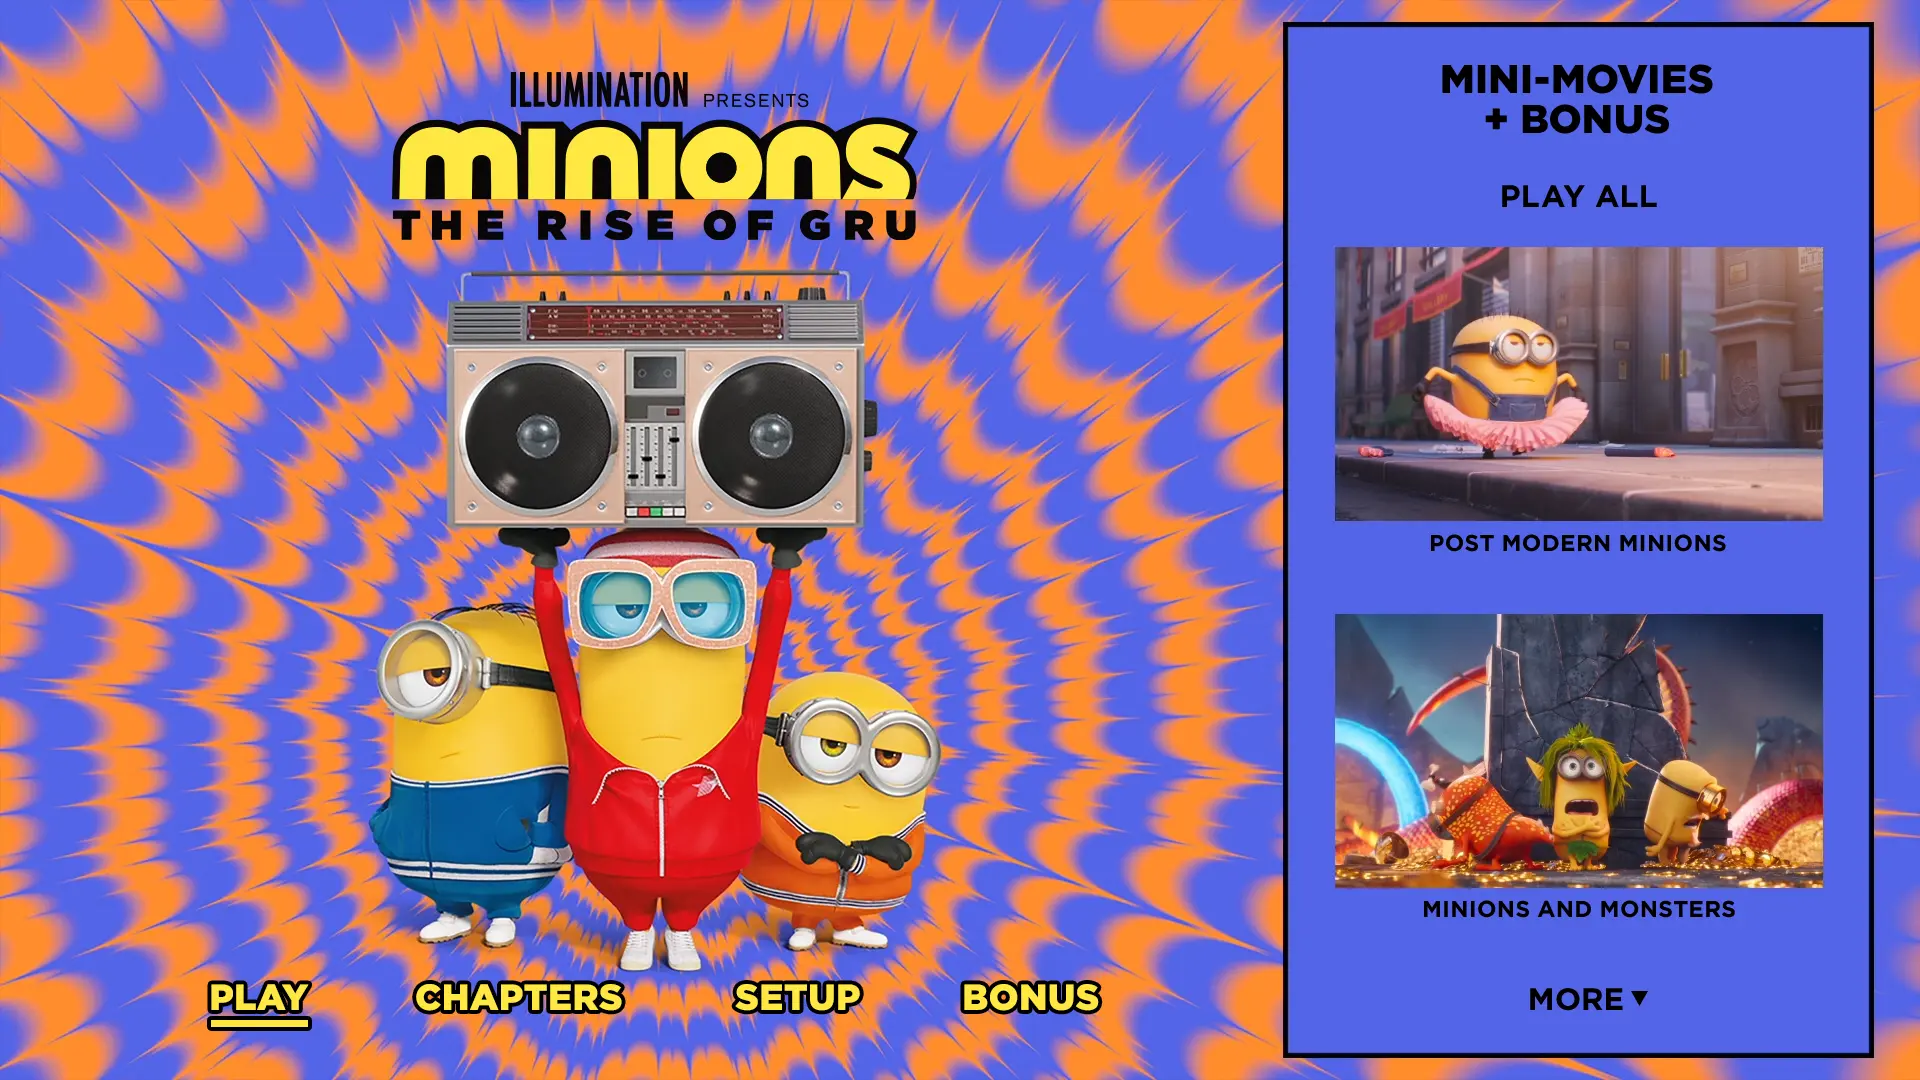 ILLUMINATION PRESENTS
minions
THE RISE OF GRU
PLAY
CHAPTERS
SETUP
BONUS
MINI-MOVIES
+ BONUS
PLAY ALL
POST MODERN MINIONS
MINIONS AND MONSTERS
MORE ▼